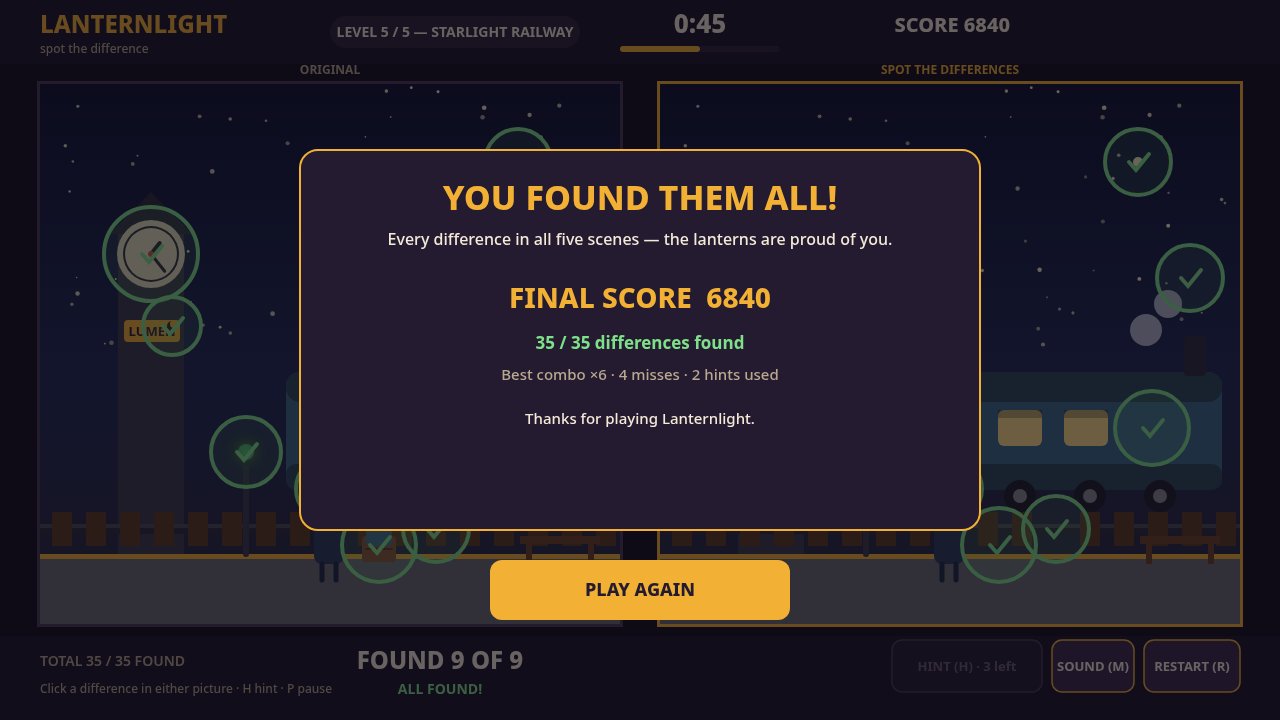 LANTERNLIGHT
spot the difference
LEVEL 5 / 5 — STARLIGHT RAILWAY
0:45
SCORE 6840
ORIGINAL
SPOT THE DIFFERENCES
YOU FOUND THEM ALL!
Every difference in all five scenes — the lanterns are proud of you.
FINAL SCORE 6840
35 / 35 differences found
Best combo ×6 · 4 misses · 2 hints used
Thanks for playing Lanternlight.
PLAY AGAIN
TOTAL 35 / 35 FOUND
Click a difference in either picture · H hint · P pause
FOUND 9 OF 9
ALL FOUND!
HINT (H) · 3 left
SOUND (M)
RESTART (R)